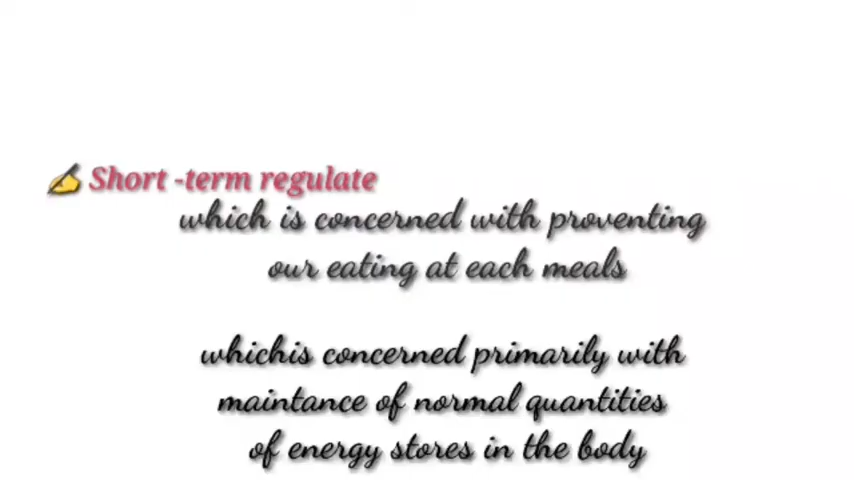 ✍️ Short -term regulate
which is concerned with proventing
our eating at each meals
whichis concerned primarily with
maintance of normal quantities
of energy stores in the body